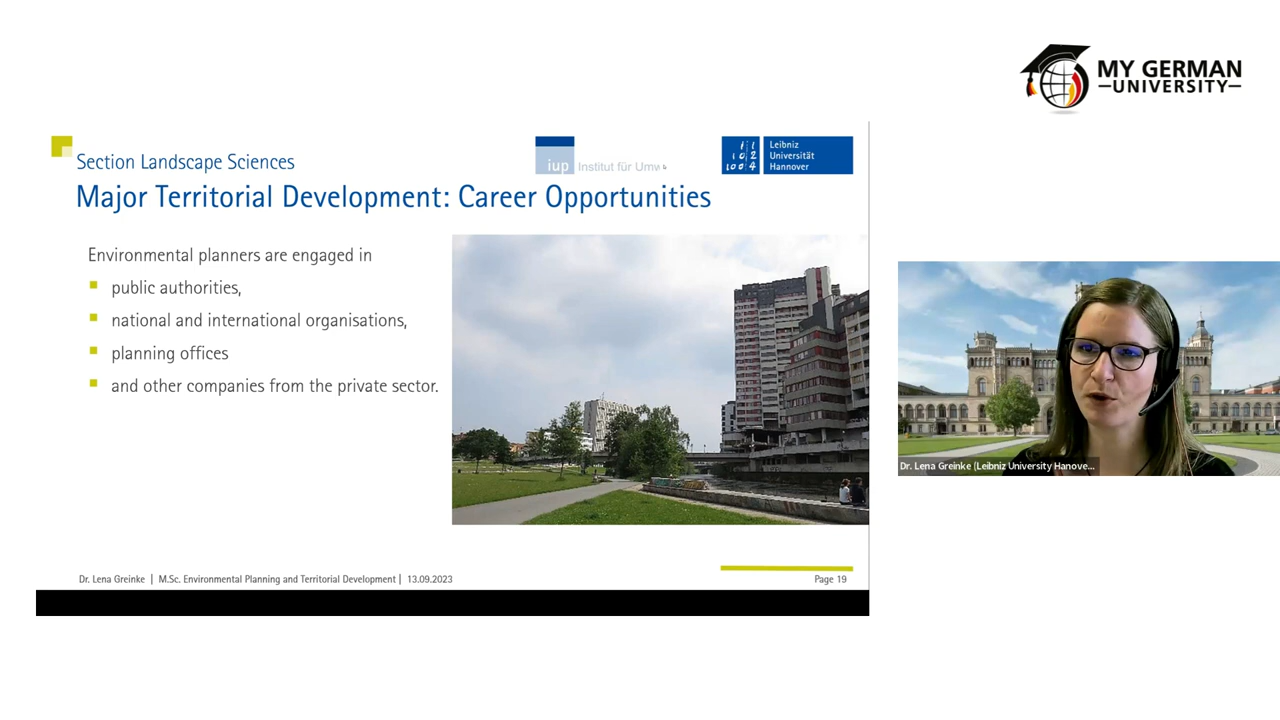 MY GERMAN
UNIVERSITY
Section Landscape Sciences
iup Institut für Umw
Leibniz
Universität
Hannover
Major Territorial Development: Career Opportunities
Environmental planners are engaged in
public authorities,
national and international organisations,
planning offices
and other companies from the private sector.
Dr. Lena Greinke (Leibniz University Hanove...
Dr. Lena Greinke | M.Sc. Environmental Planning and Territorial Development | 13.09.2023
Page 19